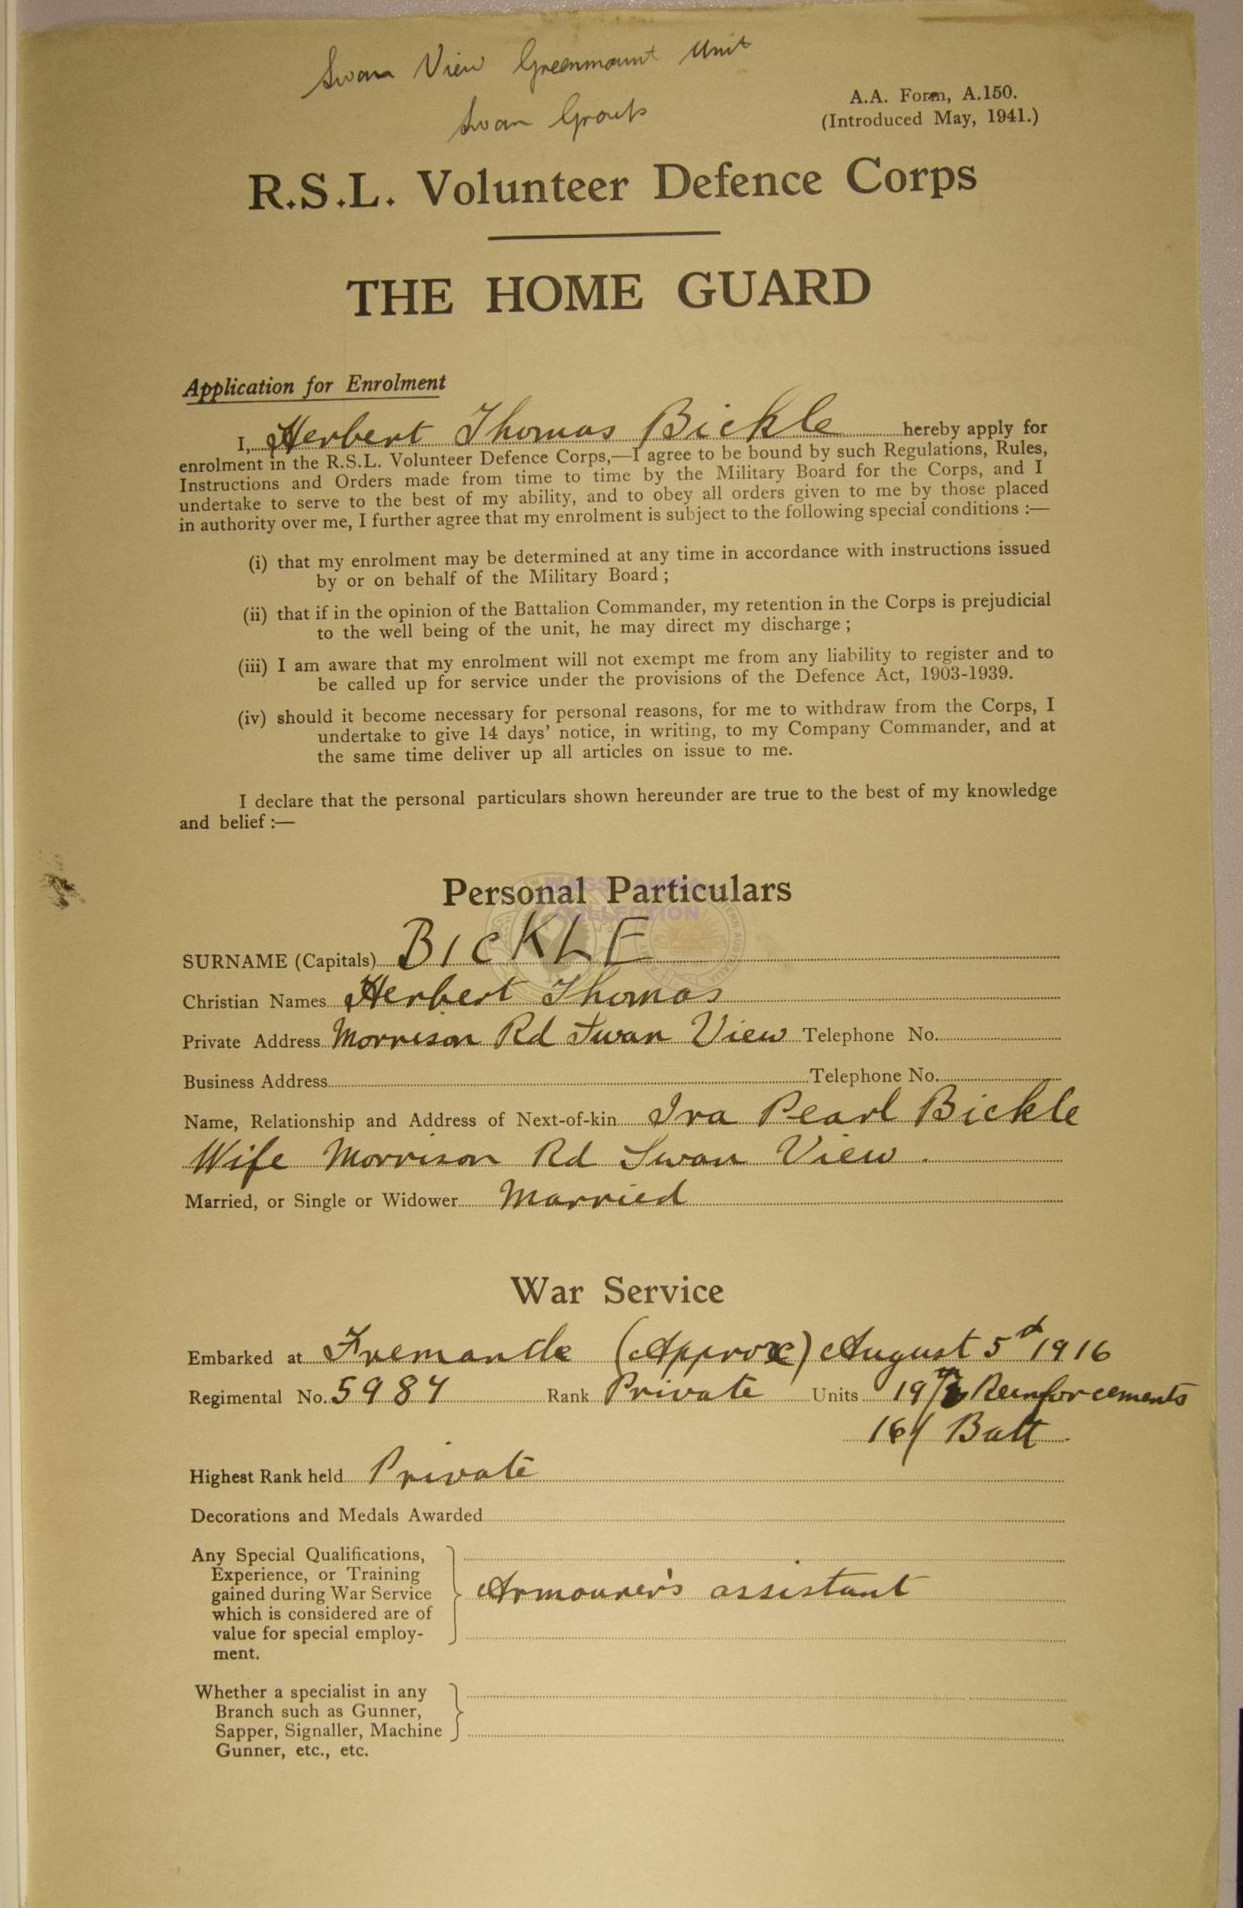 Swan View Greenmount Unit
Swan Group
A.A. Form, A.150.
(Introduced May, 1941.)
R.S.L. Volunteer Defence Corps
THE HOME GUARD
Application for Enrolment
I, Herbert Thomas Bickle hereby apply for
enrolment in the R.S.L. Volunteer Defence Corps,—I agree to be bound by such Regulations, Rules,
Instructions and Orders made from time to time by the Military Board for the Corps, and I
undertake to serve to the best of my ability, and to obey all orders given to me by those placed
in authority over me, I further agree that my enrolment is subject to the following special conditions :—
(i) that my enrolment may be determined at any time in accordance with instructions issued
by or on behalf of the Military Board ;
(ii) that if in the opinion of the Battalion Commander, my retention in the Corps is prejudicial
to the well being of the unit, he may direct my discharge ;
(iii) I am aware that my enrolment will not exempt me from any liability to register and to
be called up for service under the provisions of the Defence Act, 1903-1939.
(iv) should it become necessary for personal reasons, for me to withdraw from the Corps, I
undertake to give 14 days' notice, in writing, to my Company Commander, and at
the same time deliver up all articles on issue to me.
I declare that the personal particulars shown hereunder are true to the best of my knowledge
and belief :—
Personal Particulars
COLLECTION
SURNAME (Capitals) BICKLE
Christian Names Herbert Thomas
Private Address Morrison Rd Swan View Telephone No.
Business Address Telephone No.
Name, Relationship and Address of Next-of-kin Iva Pearl Bickle
Wife Morrison Rd Swan View.
Married, or Single or Widower Married
War Service
Embarked at Fremantle (Approx) August 5th 1916
Regimental No. 5984 Rank Private Units 19th Reinforcements
16/ Batt
Highest Rank held Private
Decorations and Medals Awarded
Any Special Qualifications,
Experience, or Training
gained during War Service Armourer's assistant
which is considered are of
value for special employ-
ment.
Whether a specialist in any
Branch such as Gunner,
Sapper, Signaller, Machine
Gunner, etc., etc.